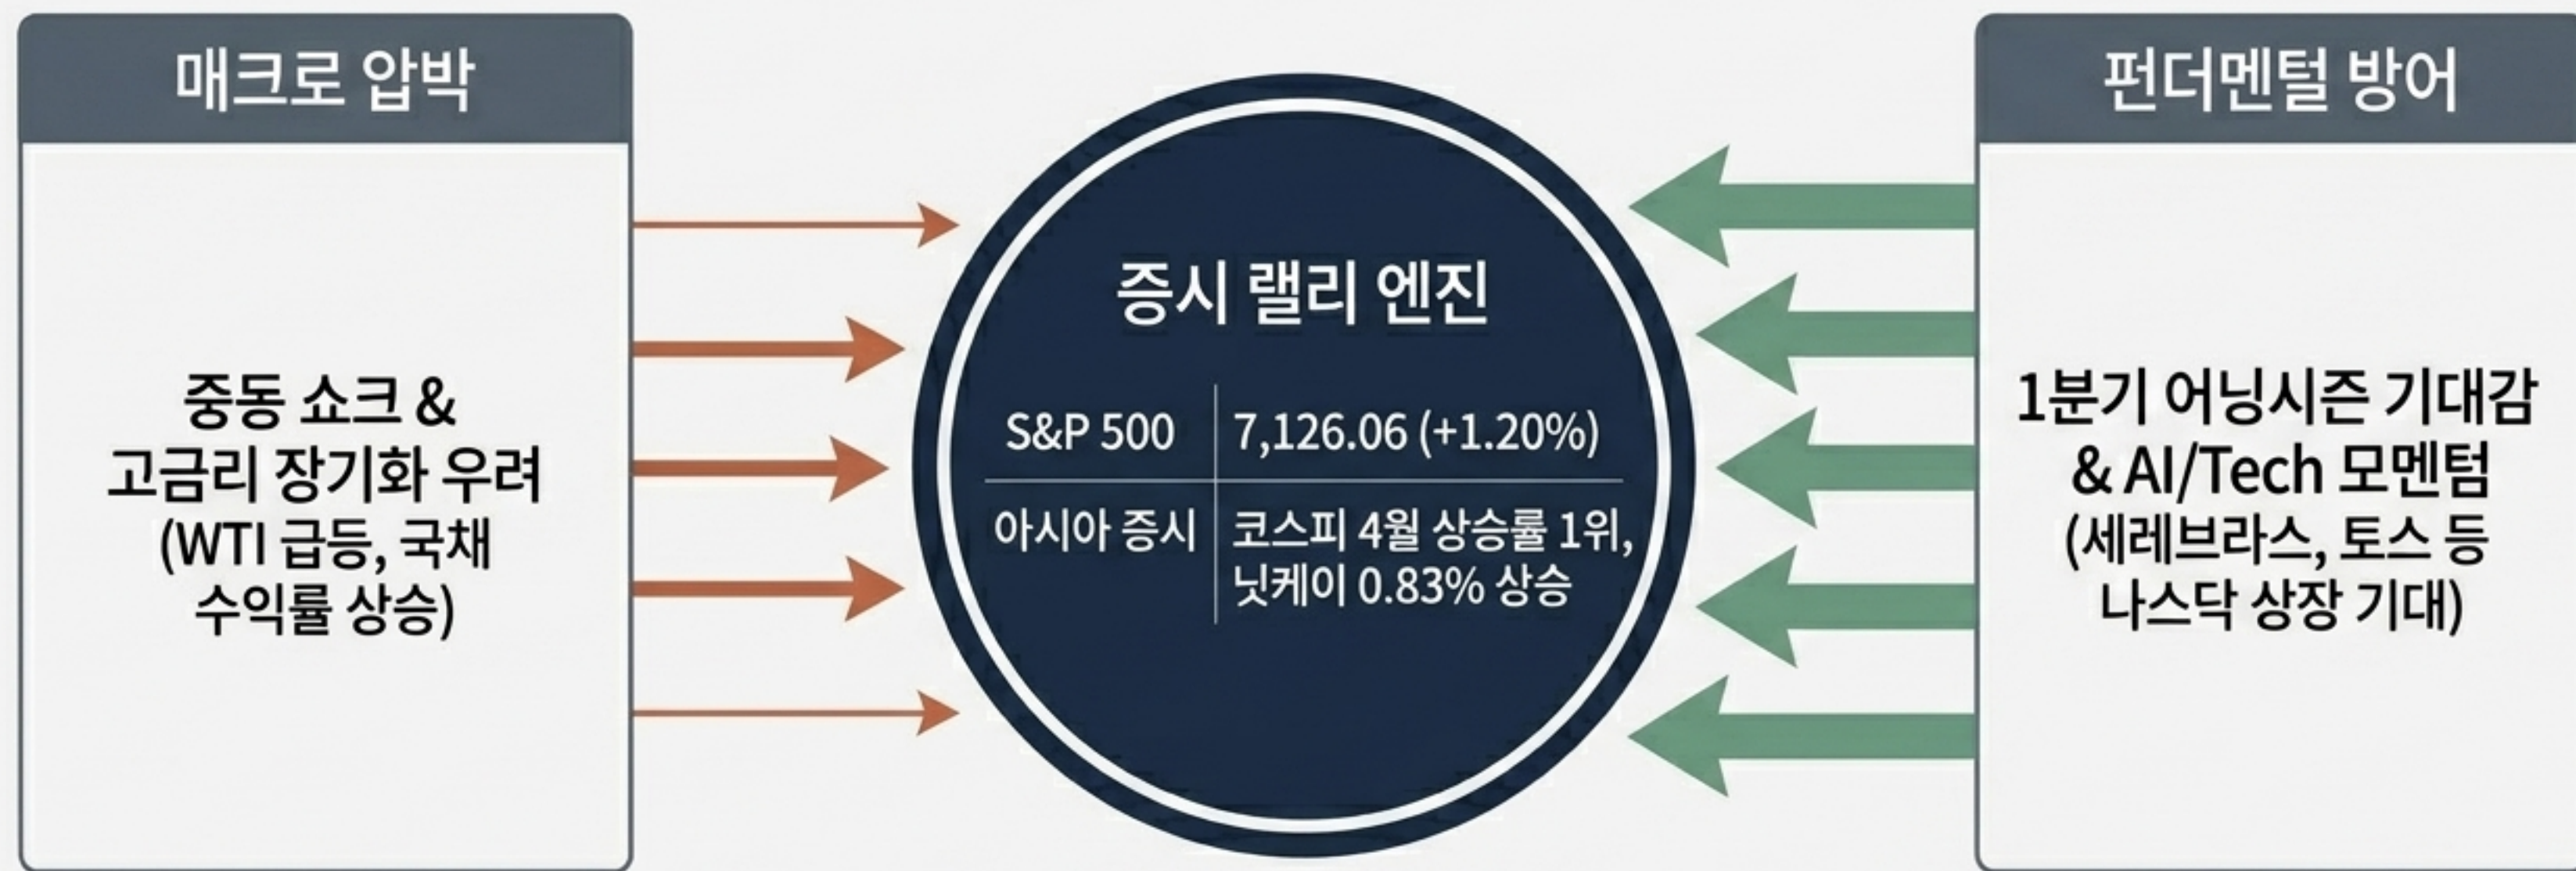 매크로 압박
중동 쇼크 &
고금리 장기화 우려
(WTI 급등, 국채
수익률 상승)
증시 랠리 엔진
S&P 500 7,126.06 (+1.20%)
아시아 증시 코스피 4월 상승률 1위,
닛케이 0.83% 상승
펀더멘털 방어
1분기 어닝시즌 기대감
& AI/Tech 모멘텀
(세레브라스, 토스 등
나스닥 상장 기대)